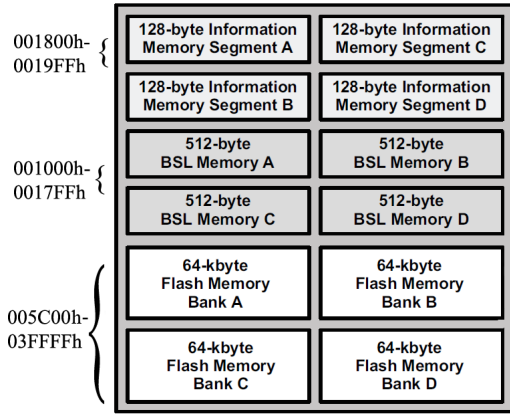 001800h-
0019FFh
128-byte Information
Memory Segment A
128-byte Information
Memory Segment C
128-byte Information
Memory Segment B
128-byte Information
Memory Segment D
001000h-
0017FFh
512-byte
BSL Memory A
512-byte
BSL Memory B
512-byte
BSL Memory C
512-byte
BSL Memory D
005C00h-
03FFFFh
64-kbyte
Flash Memory
Bank A
64-kbyte
Flash Memory
Bank B
64-kbyte
Flash Memory
Bank C
64-kbyte
Flash Memory
Bank D